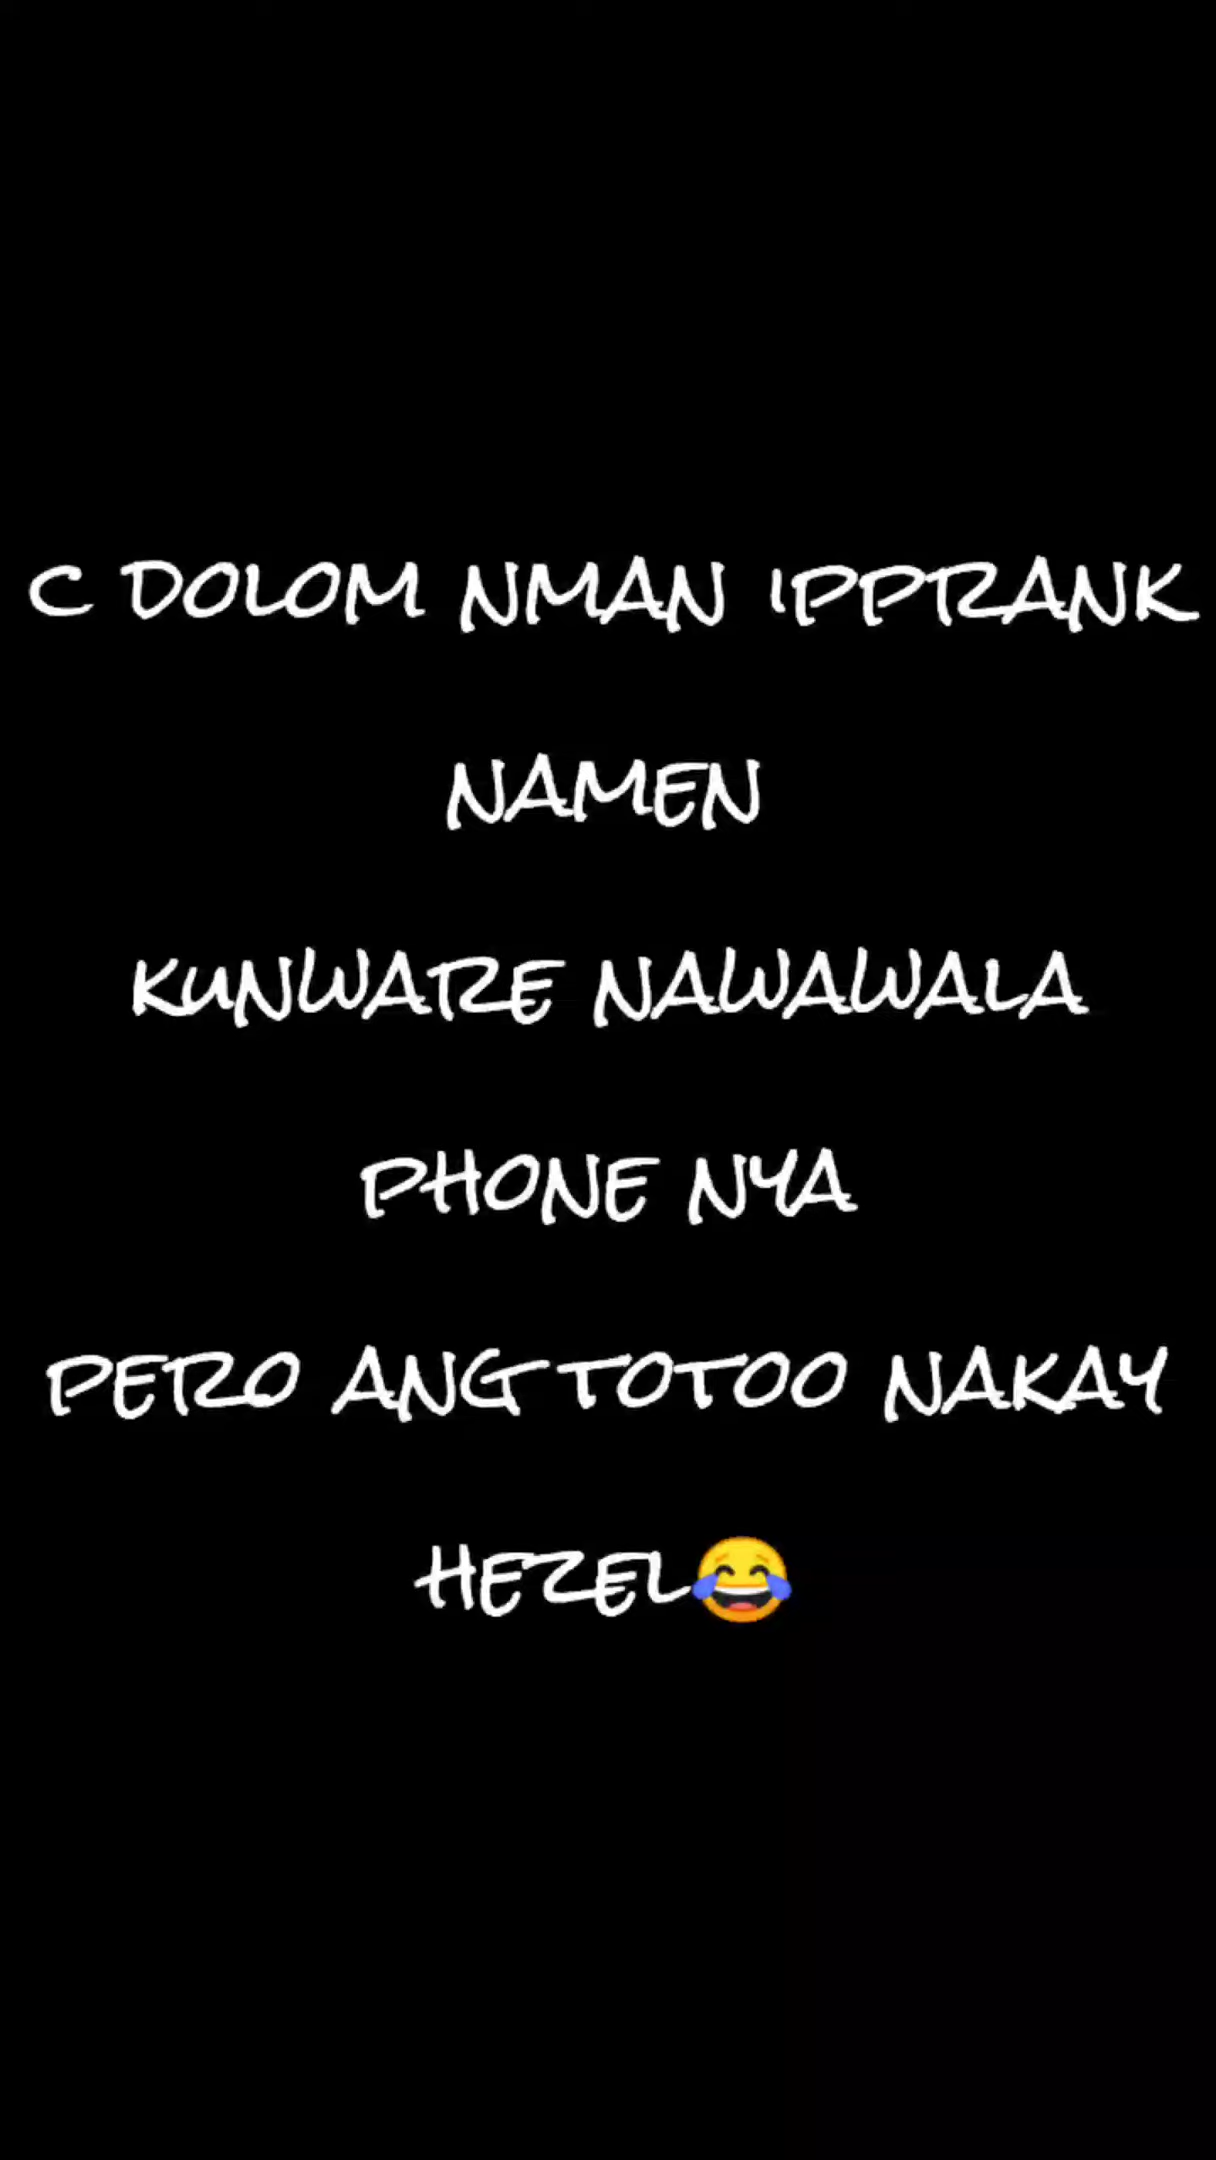 C DOLOM NMAN IPPRANK
NAMEN
KUNWARE NAWAWALA
PHONE NYA
PERO ANG TOTOO NAKAY
HEZEL😂